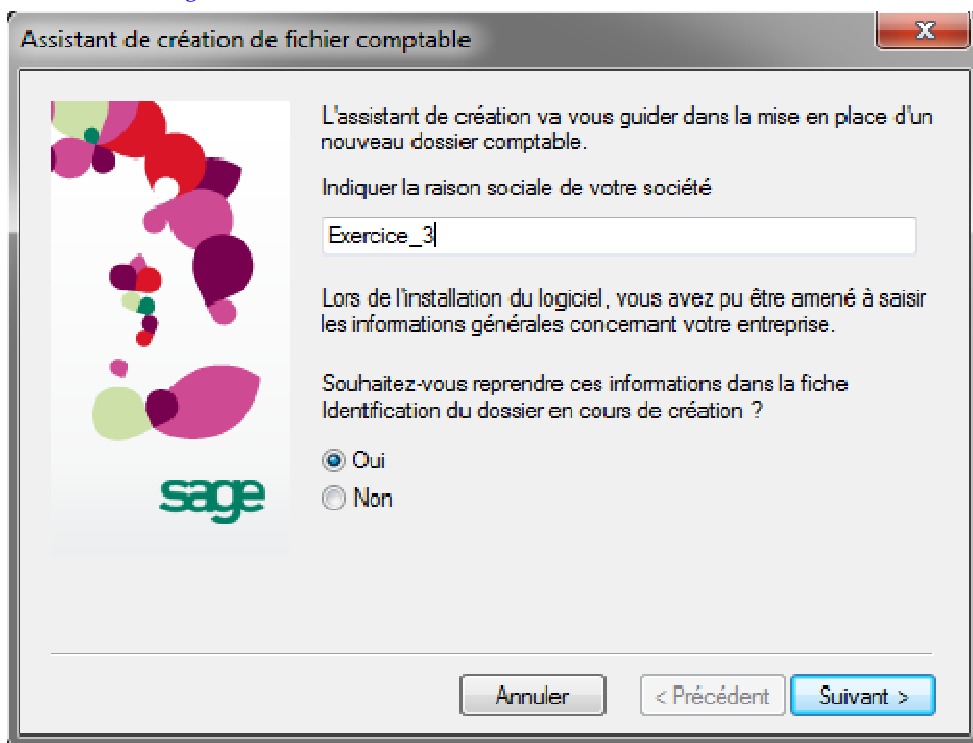 Assistant de création de fichier comptable
x
L'assistant de création va vous guider dans la mise en place d'un
nouveau dossier comptable.
Indiquer la raison sociale de votre société
Exercice_3
Lors de l'installation du logiciel, vous avez pu être amené à saisir
les informations générales concernant votre entreprise.
Souhaitez-vous reprendre ces informations dans la fiche
Identification du dossier en cours de création ?
Oui
Non
sage
Annuler
< Précédent
Suivant >